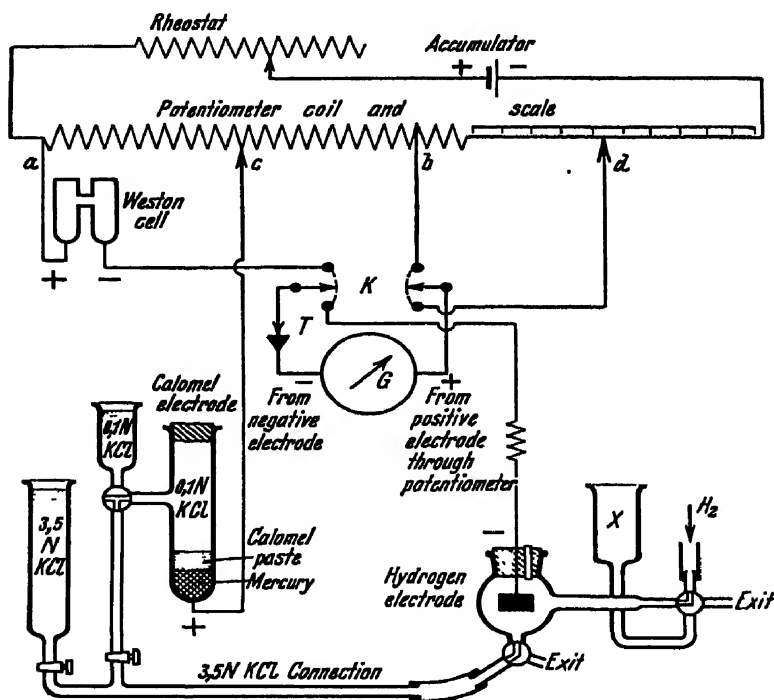 Rheostat
Accumulator
+ −
Potentiometer coil and scale
a
c
b
d
Weston
cell
+ −
K
T
G
− +
From
negative
electrode
From
positive
electrode
through
potentiometer
Calomel
electrode
0,1N
KCL
0,1N
KCL
3,5
N
KCL
Calomel
paste
Mercury
+
−
Hydrogen
electrode
X
H2
Exit
Exit
3,5N KCL Connection